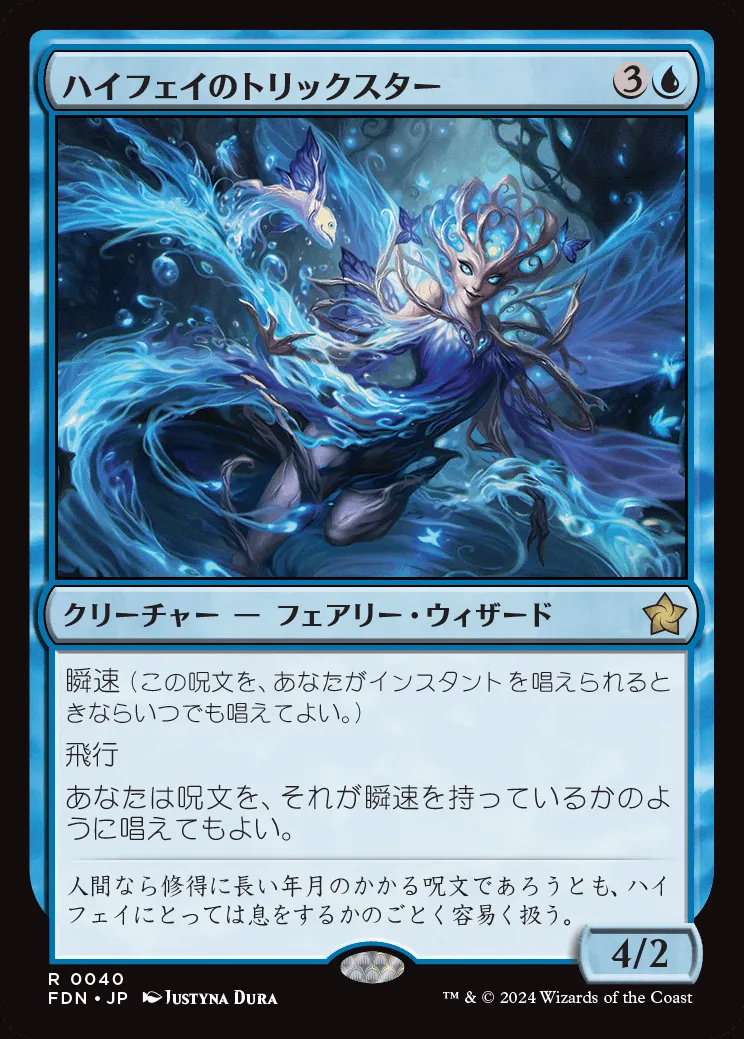 ハイフェイのトリックスター 3
クリーチャー — フェアリー・ウィザード
瞬速（この呪文を、あなたがインスタントを唱えられると
きならいつでも唱えてよい。）
飛行
あなたは呪文を、それが瞬速を持っているかのよ
うに唱えてもよい。
人間なら修得に長い年月のかかる呪文であろうとも、ハイ
フェイにとっては息をするかのごとく容易く扱う。
4/2
R 0040
FDN • JP Justyna Dura
™ & © 2024 Wizards of the Coast